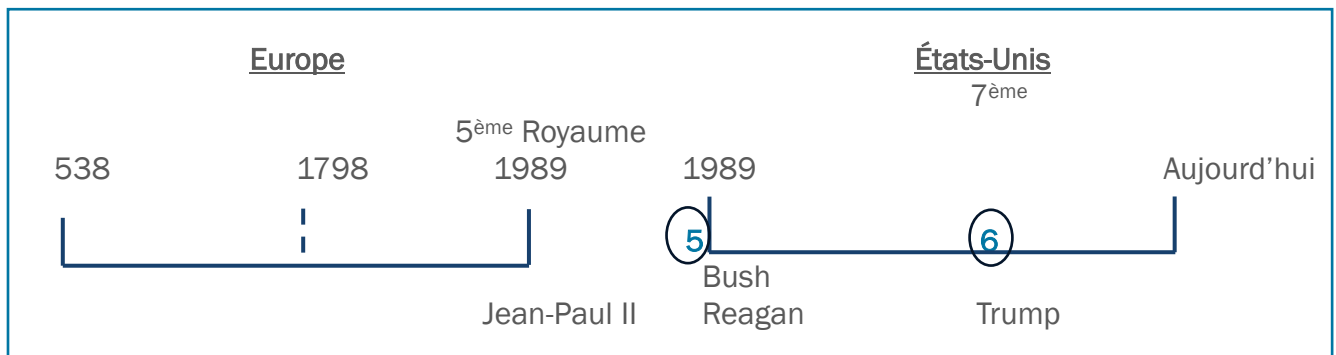 Europe États-Unis
7ème
5ème Royaume
538 1798 1989 1989 Aujourd’hui
5 6
Bush
Jean-Paul II Reagan Trump